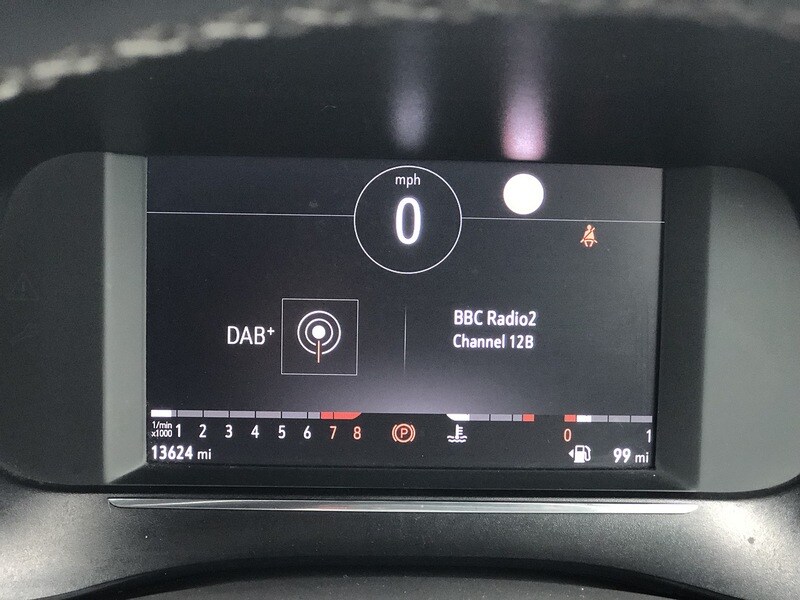 mph
0
DAB+
BBC Radio2
Channel 12B
1/min
x1000 1 2 3 4 5 6 7 8 P 0 1
13624 mi 99 mi